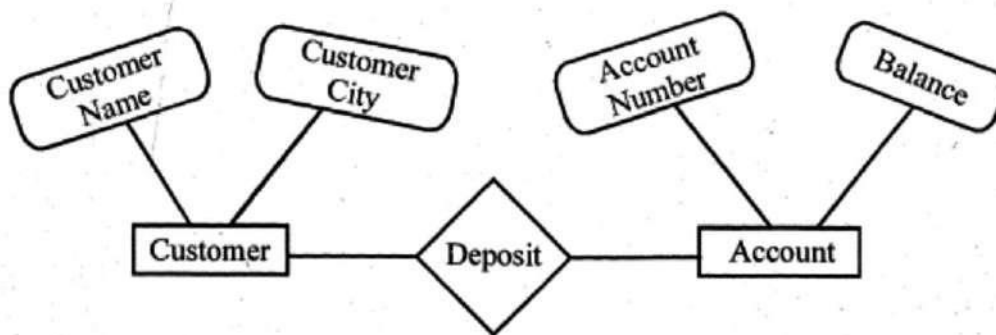 Customer
Name
Customer
City
Account
Number
Balance
Customer
Deposit
Account